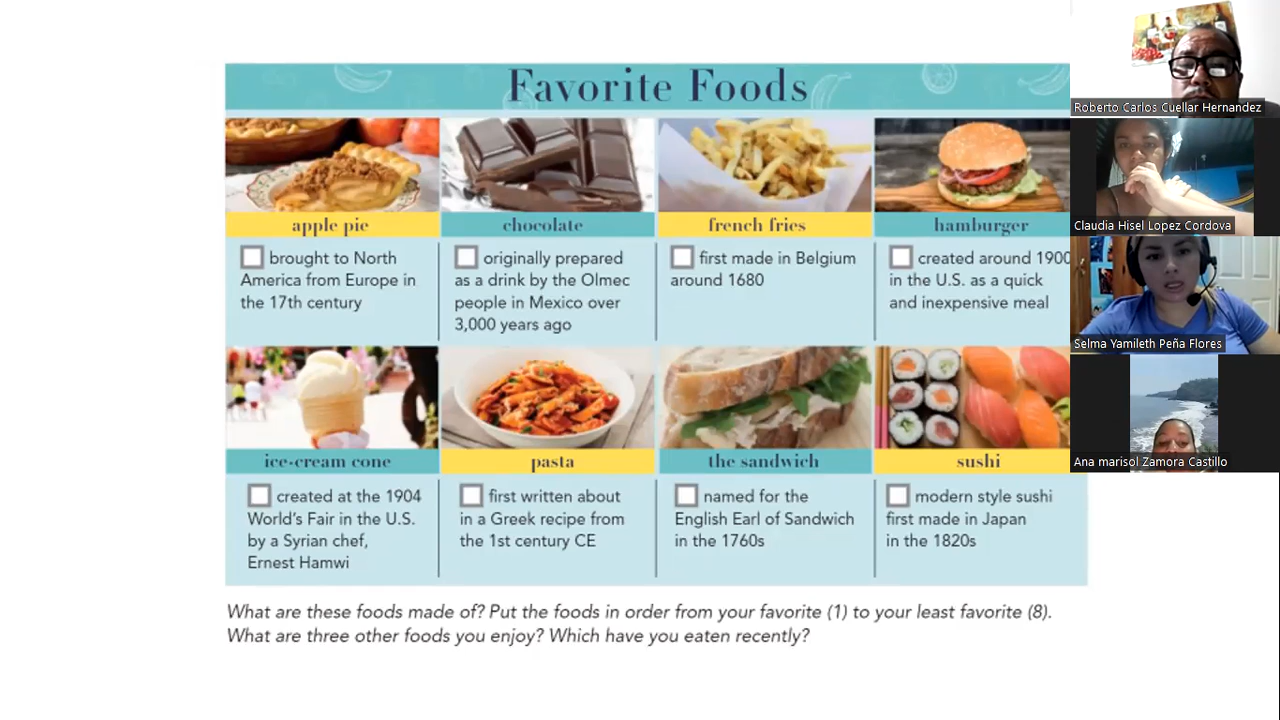 Favorite Foods
apple pie
brought to North
America from Europe in
the 17th century
chocolate
originally prepared
as a drink by the Olmec
people in Mexico over
3,000 years ago
french fries
first made in Belgium
around 1680
hamburger
created around 1900
in the U.S. as a quick
and inexpensive meal
ice-cream cone
created at the 1904
World's Fair in the U.S.
by a Syrian chef,
Ernest Hamwi
pasta
first written about
in a Greek recipe from
the 1st century CE
the sandwich
named for the
English Earl of Sandwich
in the 1760s
sushi
modern style sushi
first made in Japan
in the 1820s
What are these foods made of? Put the foods in order from your favorite (1) to your least favorite (8).
What are three other foods you enjoy? Which have you eaten recently?
Roberto Carlos Cuellar Hernandez
Claudia Hisel Lopez Cordova
Selma Yamileth Peña Flores
Ana marisol Zamora Castillo